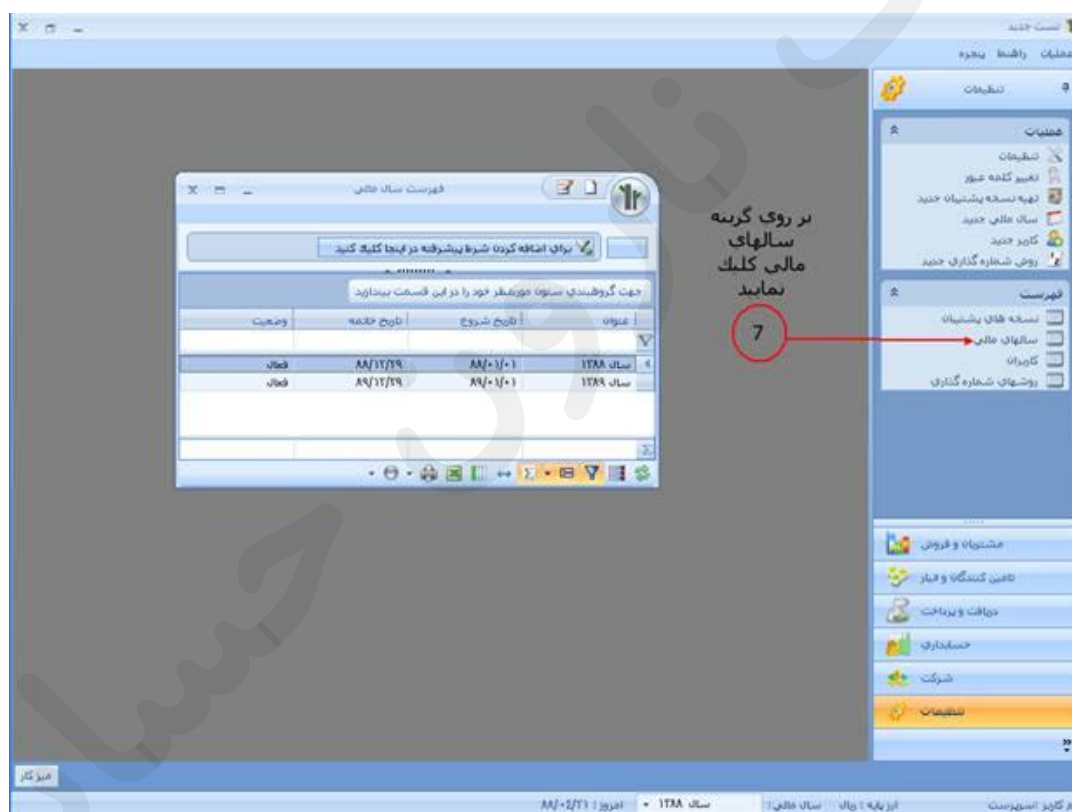 تست جدید
عملیات راهنما پنجره
تنظیمات
عملیات
تنظیمات
تغییر کلمه عبور
تهیه نسخه پشتیبان جدید
سال مالی جدید
کاربر جدید
روش شماره گذاری جدید
فهرست
نسخه های پشتیبان
سالهای مالی
کاربران
روشهای شماره گذاری
بر روی گزینه
سالهای
مالی کلیک
نمایید
7
فهرست سال مالی
برای اضافه کردن شرط پیشرفته در اینجا کلیک کنید
جهت گروهبندی ستون موردنظر خود را در این قسمت بیندازید
عنوان تاریخ شروع تاریخ خاتمه وضعیت
سال ۱۳۸۸ ۸۸/۰۱/۰۱ ۸۸/۱۲/۲۹ فعال
سال ۱۳۸۹ ۸۹/۰۱/۰۱ ۸۹/۱۲/۲۹ فعال
مشتریان و فروش
تامین کنندگان و انبار
دریافت و پرداخت
حسابداری
شرکت
تنظیمات
میز کار
کاربر :سرپرست ارز پایه : ریال سال مالی : سال ۱۳۸۸ امروز :